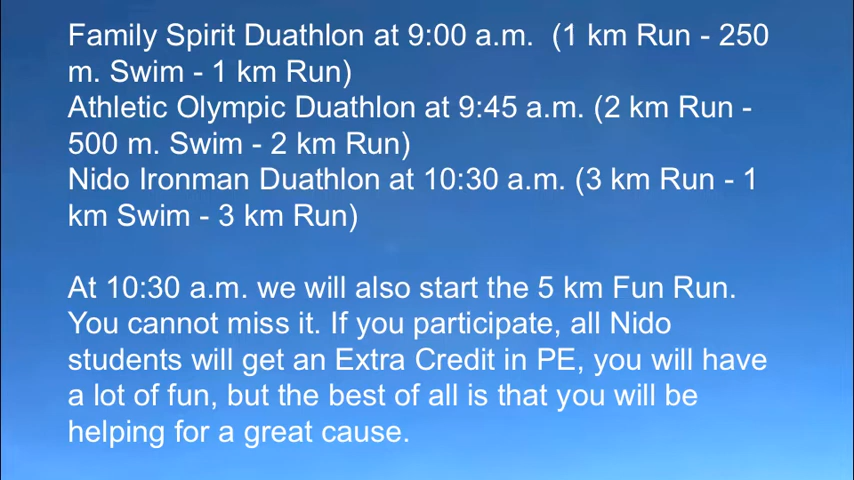 Family Spirit Duathlon at 9:00 a.m.  (1 km Run - 250
m. Swim - 1 km Run)
Athletic Olympic Duathlon at 9:45 a.m. (2 km Run -
500 m. Swim - 2 km Run)
Nido Ironman Duathlon at 10:30 a.m. (3 km Run - 1
km Swim - 3 km Run)
At 10:30 a.m. we will also start the 5 km Fun Run.
You cannot miss it. If you participate, all Nido
students will get an Extra Credit in PE, you will have
a lot of fun, but the best of all is that you will be
helping for a great cause.